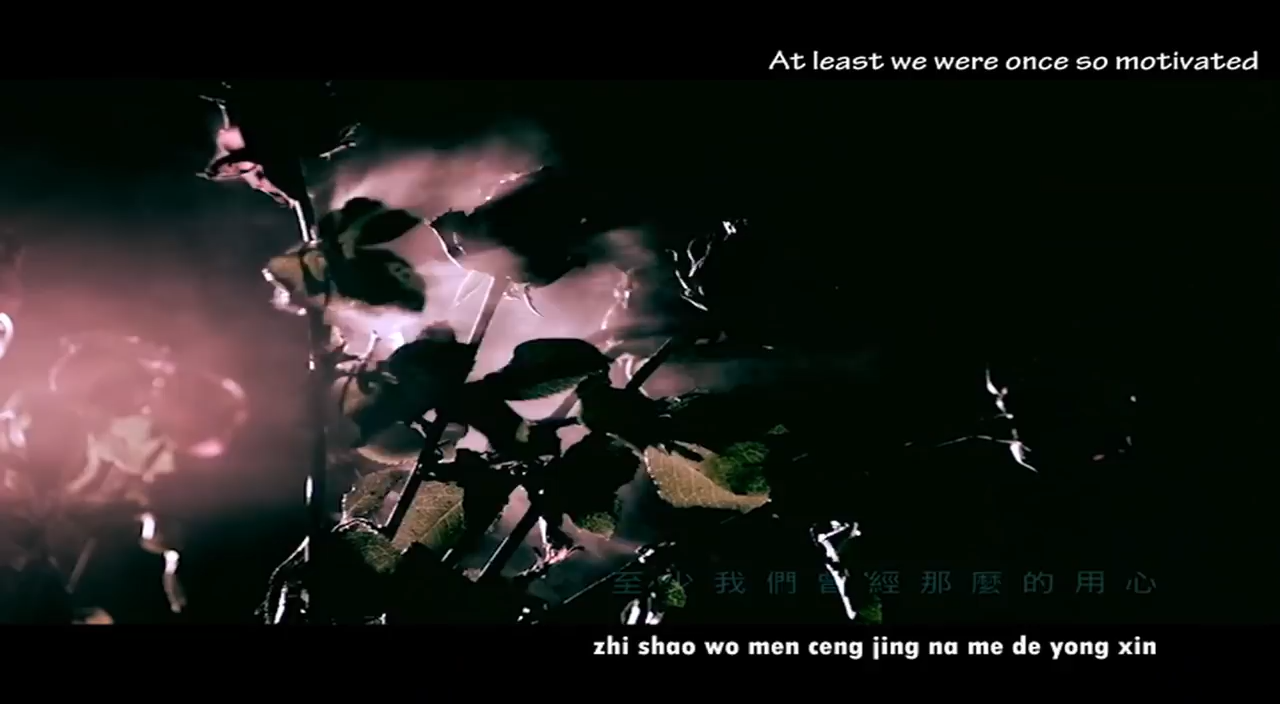 At least we were once so motivated
至少我們曾經那麼的用心
zhi shao wo men ceng jing na me de yong xin